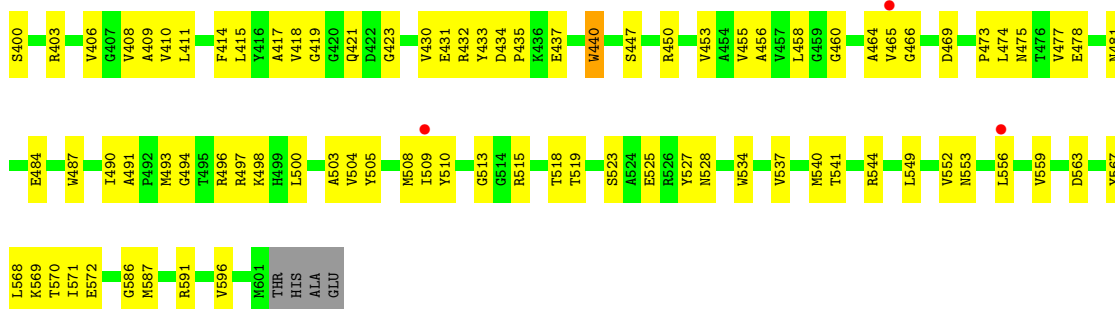 S400 R403 V406 G407 V408 A409 V410 L411 F414 L415 Y416 A417 V418 G419 G420 Q421 D422 G423 V430 E431 R432 Y433 D434 P435 K436 E437 W440 S447 R450 V453 A454 V455 A456 V457 L458 G459 G460 A464 V465 G466 D469 P473 L474 N475 T476 V477 E478 N481
E484 W487 I490 A491 P492 M493 G494 T495 R496 R497 K498 H499 L500 A503 V504 Y505 M508 I509 Y510 G513 G514 R515 T518 T519 S523 A524 E525 R526 Y527 N528 W534 V537 M540 T541 R544 L549 V552 N553 L556 V559 D563 Y567
L568 K569 T570 I571 E572 G586 M587 R591 V596 M601 THR HIS ALA GLU